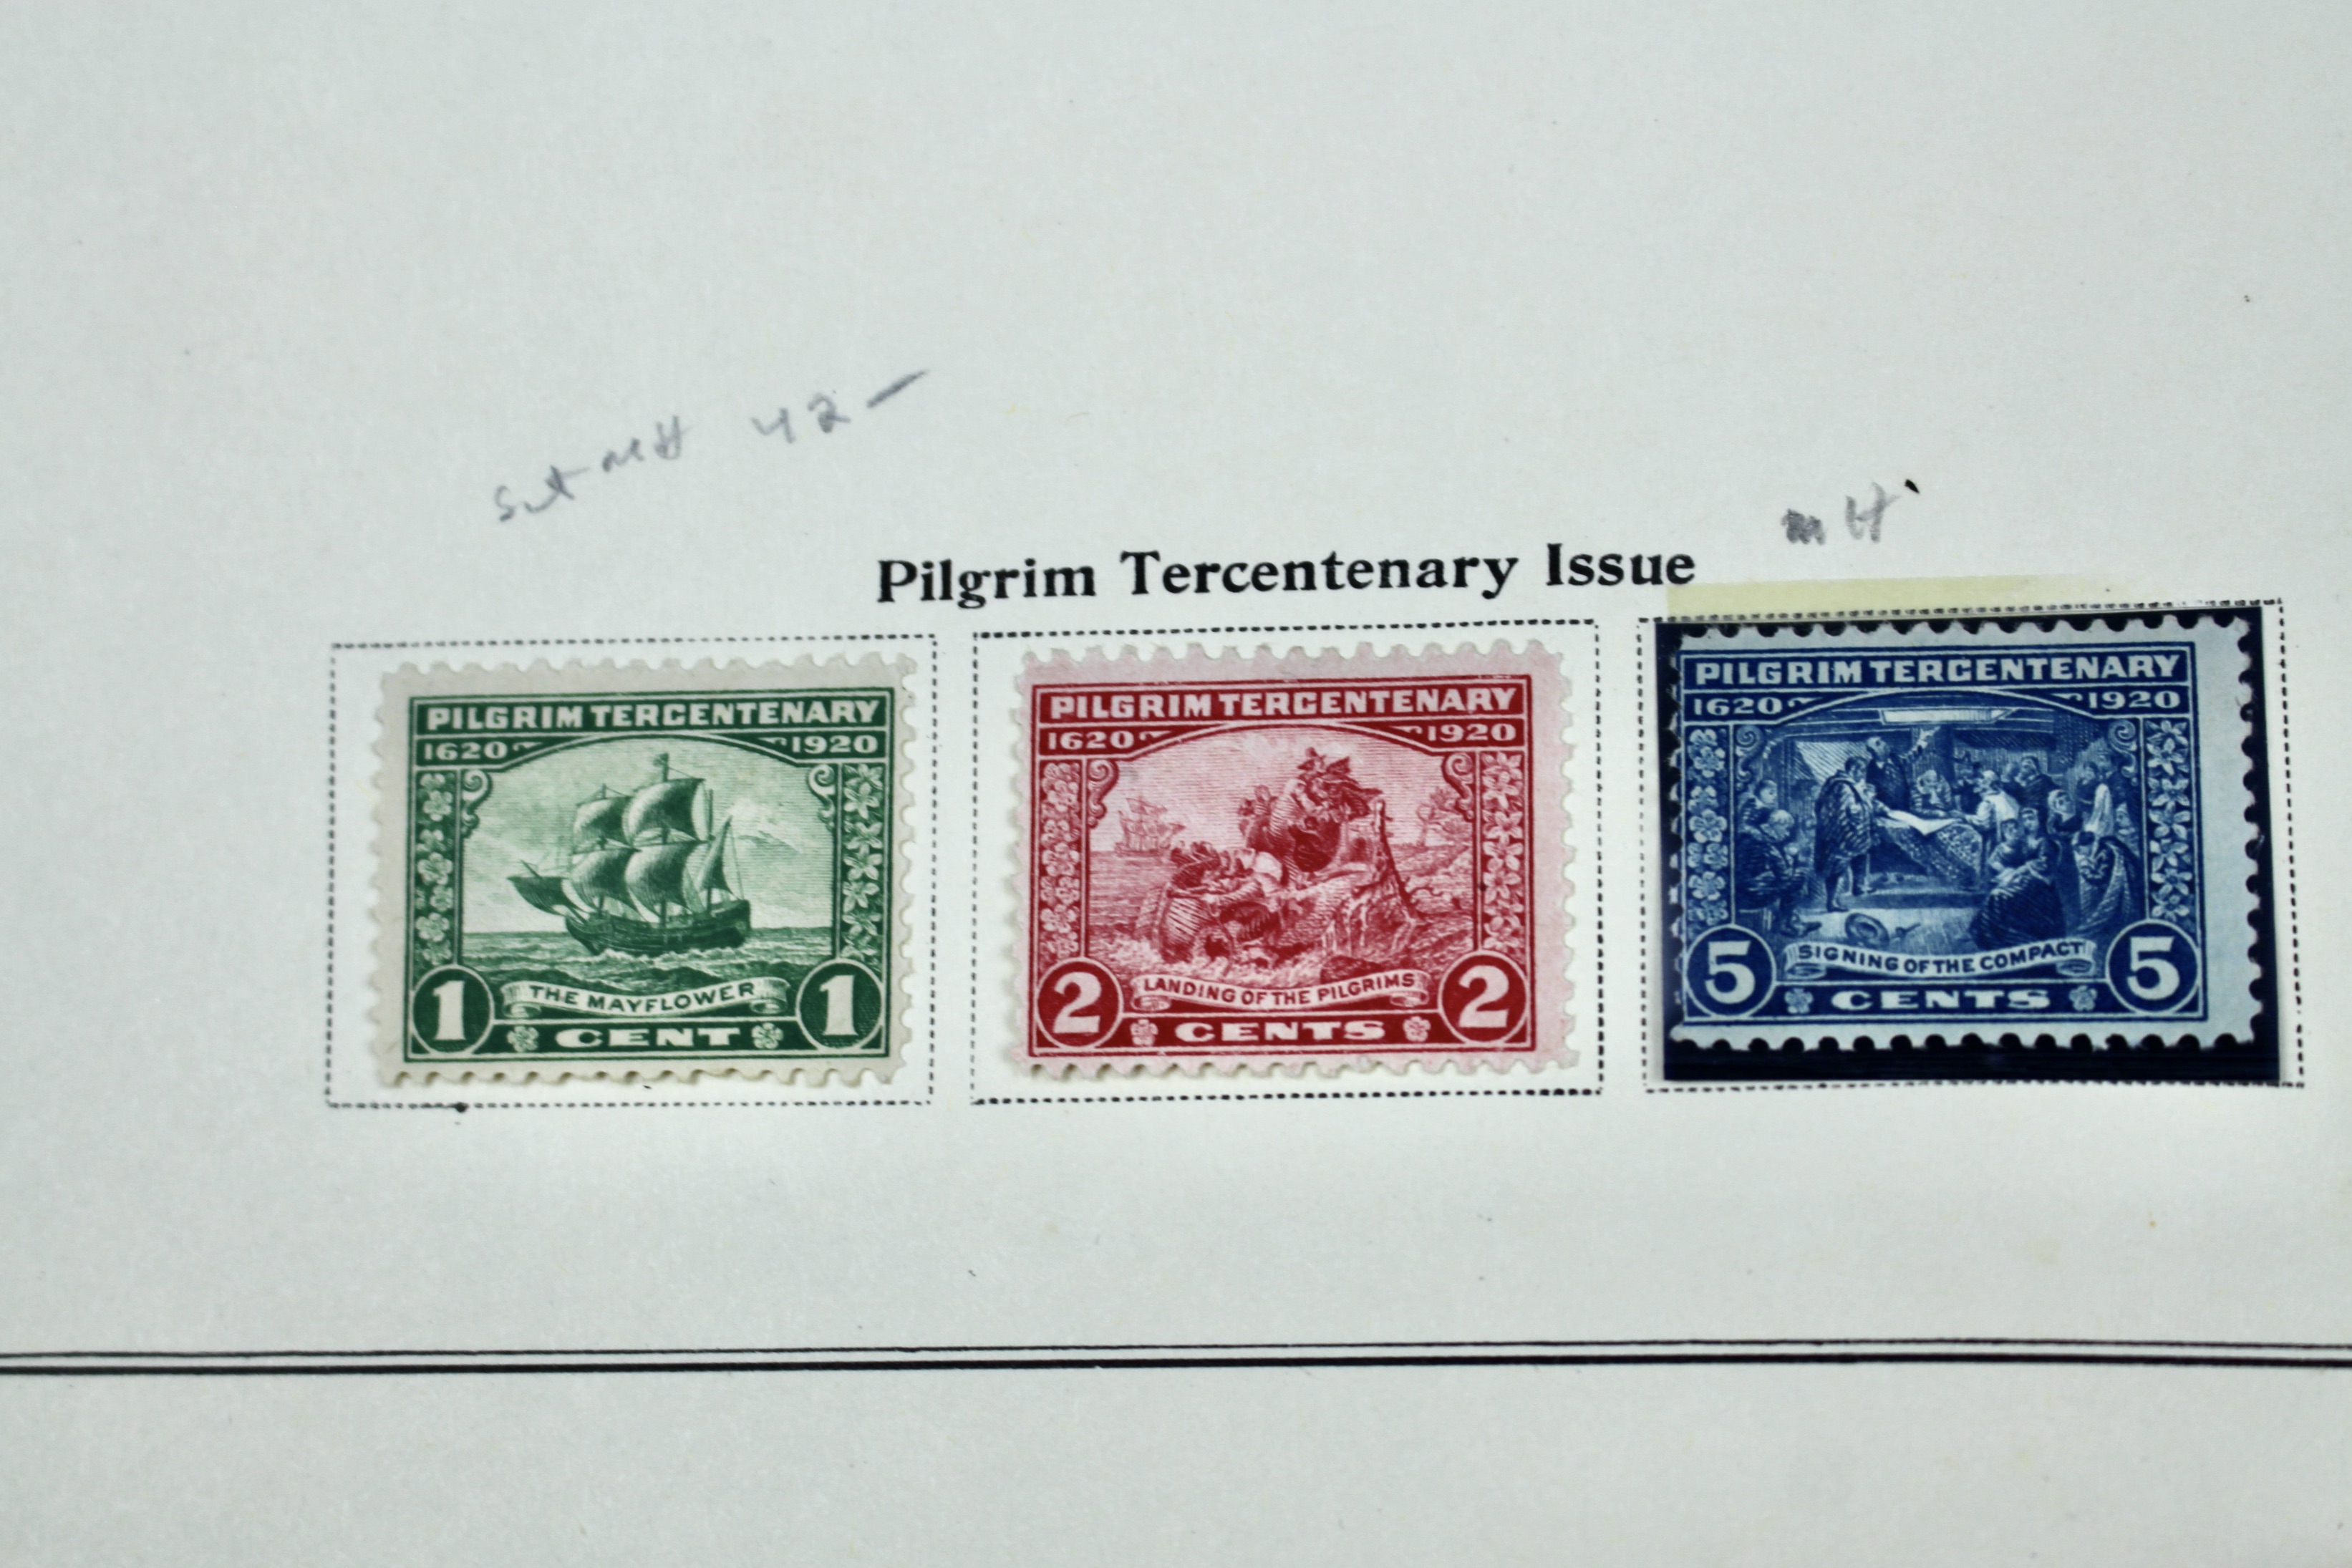 Set MH 42 –
MH
Pilgrim Tercentenary Issue
PILGRIM TERCENTENARY
1620 1920
THE MAYFLOWER
1 CENT 1
PILGRIM TERCENTENARY
1620 1920
LANDING OF THE PILGRIMS
2 CENTS 2
PILGRIM TERCENTENARY
1620 1920
SIGNING OF THE COMPACT
5 CENTS 5